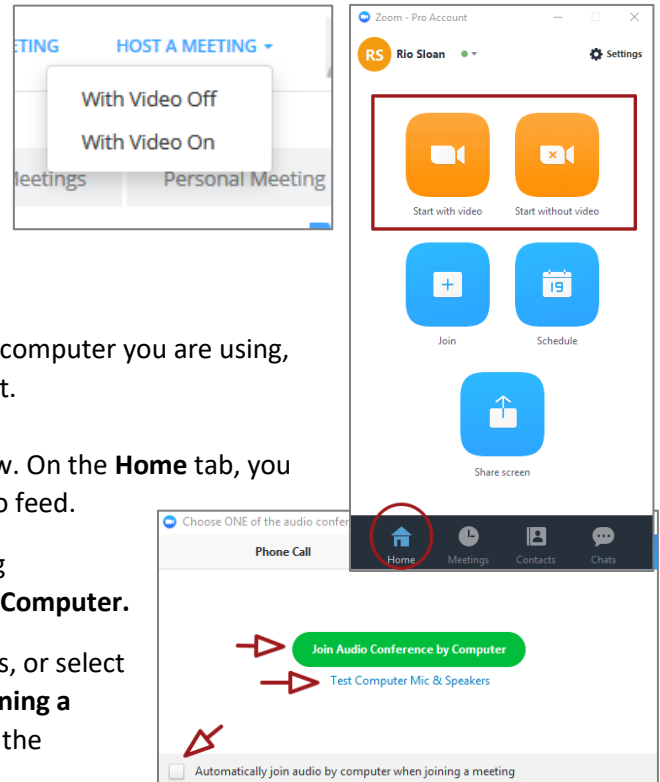 ETING HOST A MEETING
With Video Off
With Video On
Meetings Personal Meeting
Zoom - Pro Account
RS Rio Sloan Settings
Start with video Start without video
19
Join Schedule
Share screen
Home Meetings Contacts Chats
computer you are using,
t.
w. On the Home tab, you
o feed.
g
Computer.
s, or select
ning a
the
Choose ONE of the audio confer
Phone Call
Join Audio Conference by Computer
Test Computer Mic & Speakers
Automatically join audio by computer when joining a meeting